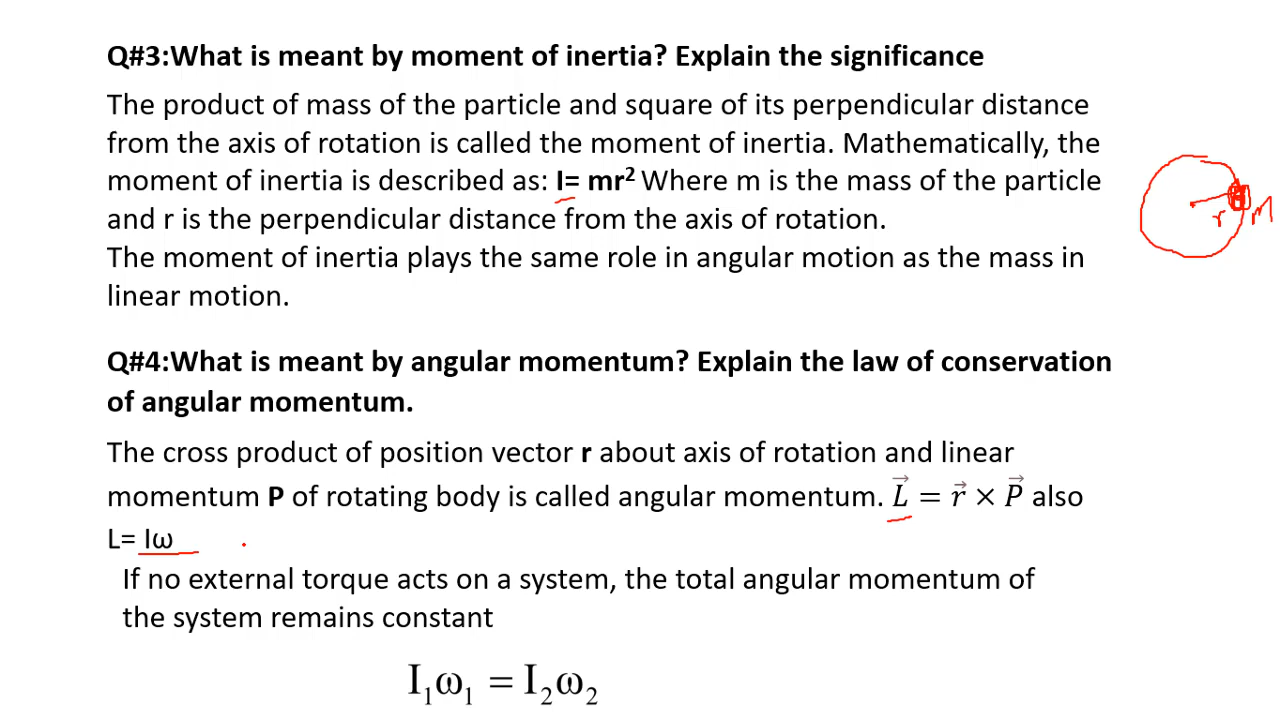 Q#3:What is meant by moment of inertia? Explain the significance
The product of mass of the particle and square of its perpendicular distance
from the axis of rotation is called the moment of inertia. Mathematically, the
moment of inertia is described as: I= mr² Where m is the mass of the particle
and r is the perpendicular distance from the axis of rotation.
r m
The moment of inertia plays the same role in angular motion as the mass in
linear motion.
Q#4:What is meant by angular momentum? Explain the law of conservation
of angular momentum.
The cross product of position vector r about axis of rotation and linear
momentum P of rotating body is called angular momentum. L⃗ = r⃗ × P⃗ also
L= Iω
If no external torque acts on a system, the total angular momentum of
the system remains constant
I₁ω₁ = I₂ω₂